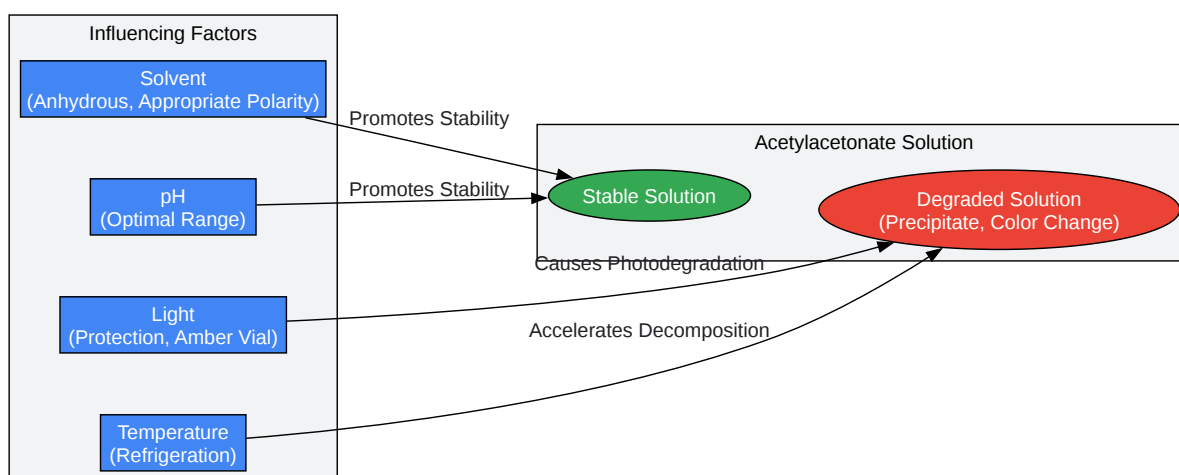 Influencing Factors
Solvent
(Anhydrous, Appropriate Polarity)
Promotes Stability
Acetylacetonate Solution
pH
(Optimal Range)
Promotes Stability
Stable Solution
Degraded Solution
(Precipitate, Color Change)
Causes Photodegradation
Light
(Protection, Amber Vial)
Accelerates Decomposition
Temperature
(Refrigeration)